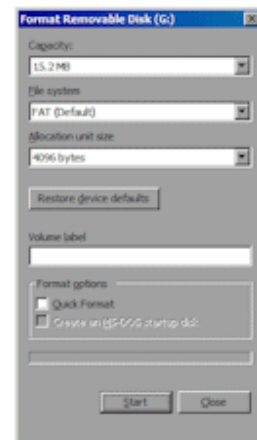 Format Removable Disk (G:)
Capacity:
15.2 MB
File system
FAT (Default)
Allocation unit size
4096 bytes
Restore device defaults
Volume label
Format options
Quick Format
Create an MS-DOS startup disk
Start
Close